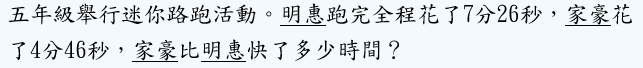 五年級舉行迷你路跑活動。明惠跑完全程花了7分26秒，家豪花
了4分46秒，家豪比明惠快了多少時間？